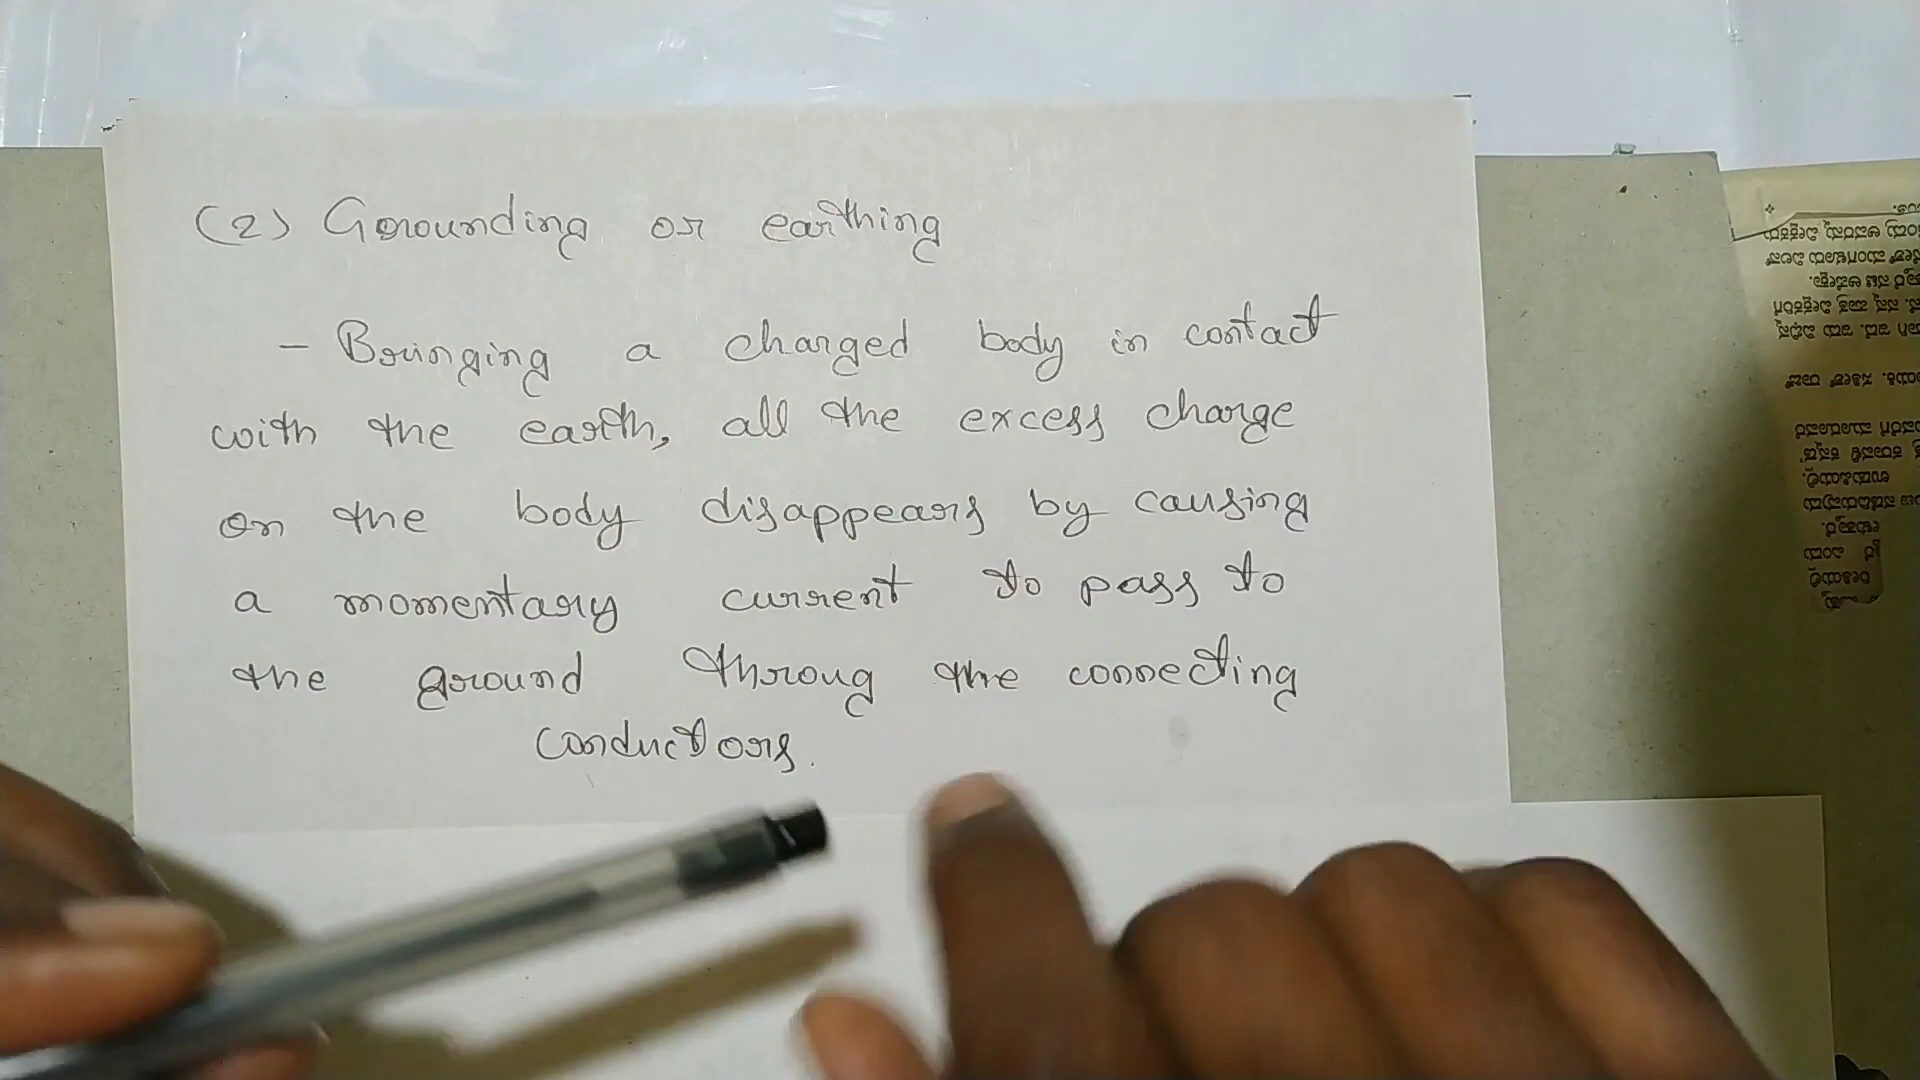 (2) Grounding or earthing
- Bringing a charged body in contact
with the earth, all the excess charge
on the body disappears by causing
a momentary current to pass to
the ground throug the connecting
conductors.